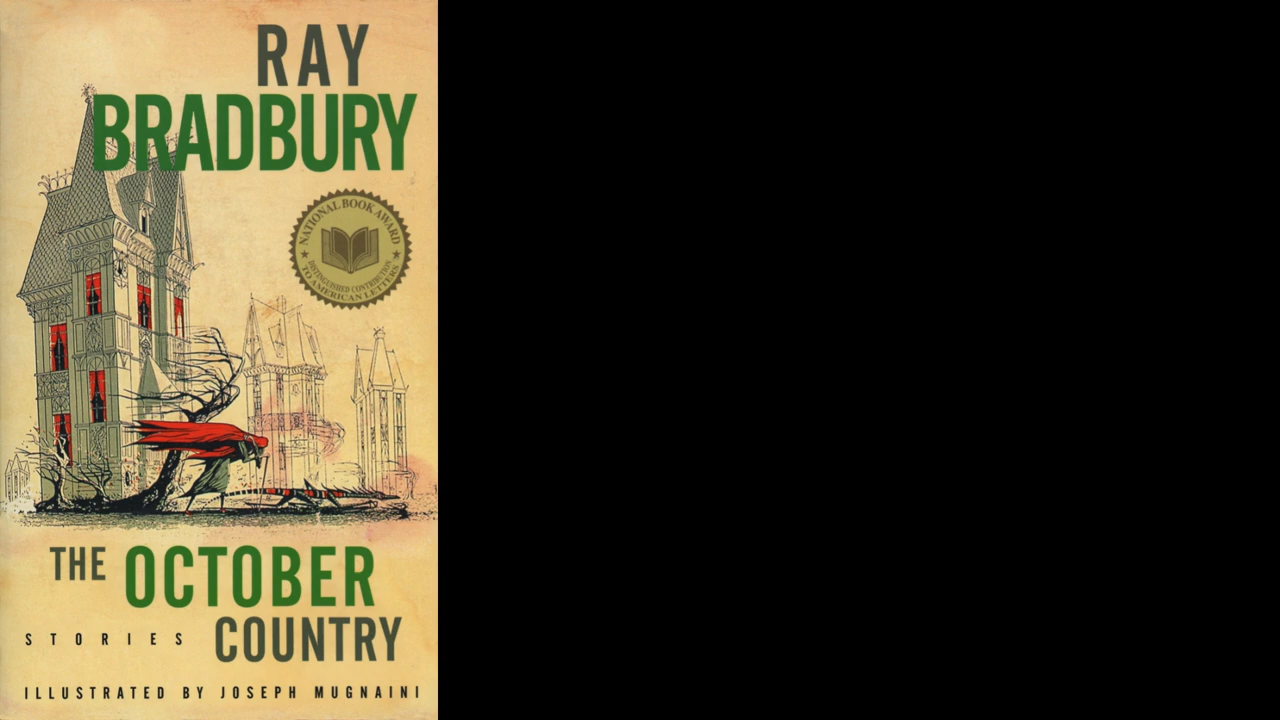 RAY
BRADBURY
NATIONAL BOOK AWARD
DISTINGUISHED CONTRIBUTION
TO AMERICAN LETTERS
THE OCTOBER
STORIES COUNTRY
ILLUSTRATED BY JOSEPH MUGNAINI